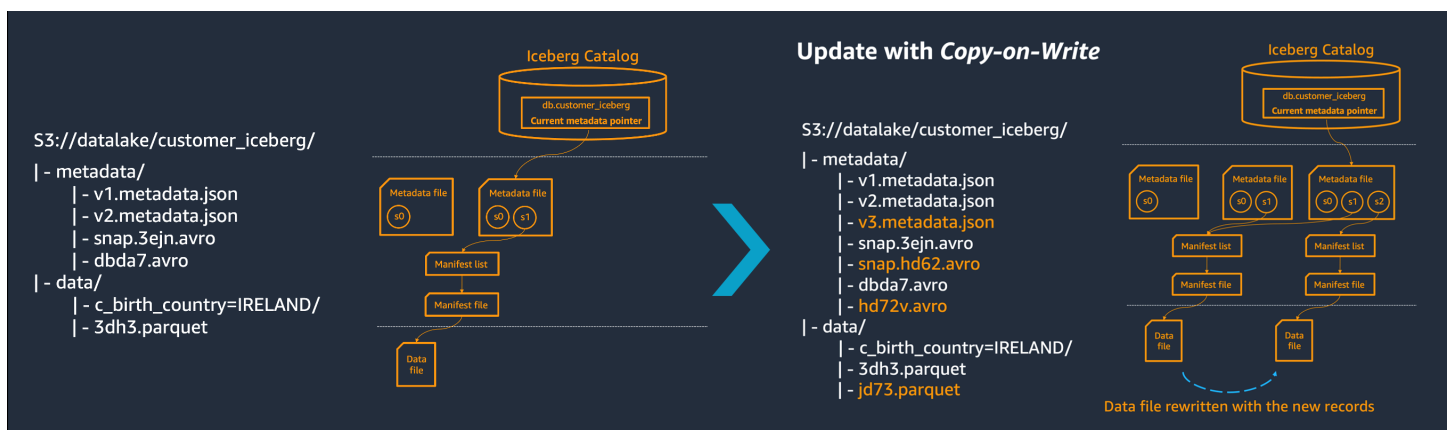 Iceberg Catalog
db.customer_iceberg
Current metadata pointer
S3://datalake/customer_iceberg/
|- metadata/
|- v1.metadata.json
|- v2.metadata.json
|- snap.3ejn.avro
|- dbda7.avro
|- data/
|- c_birth_country=IRELAND/
|- 3dh3.parquet
Metadata file
s0
Metadata file
s0 s1
Manifest list
Manifest file
Data
file
Update with Copy-on-Write
Iceberg Catalog
db.customer_iceberg
Current metadata pointer
S3://datalake/customer_iceberg/
|- metadata/
|- v1.metadata.json
|- v2.metadata.json
|- v3.metadata.json
|- snap.3ejn.avro
|- snap.hd62.avro
|- dbda7.avro
|- hd72v.avro
|- data/
|- c_birth_country=IRELAND/
|- 3dh3.parquet
|- jd73.parquet
Metadata file
s0
Metadata file
s0 s1
Metadata file
s0 s1 s2
Manifest list
Manifest list
Manifest file
Manifest file
Data
file
Data
file
Data file rewritten with the new records